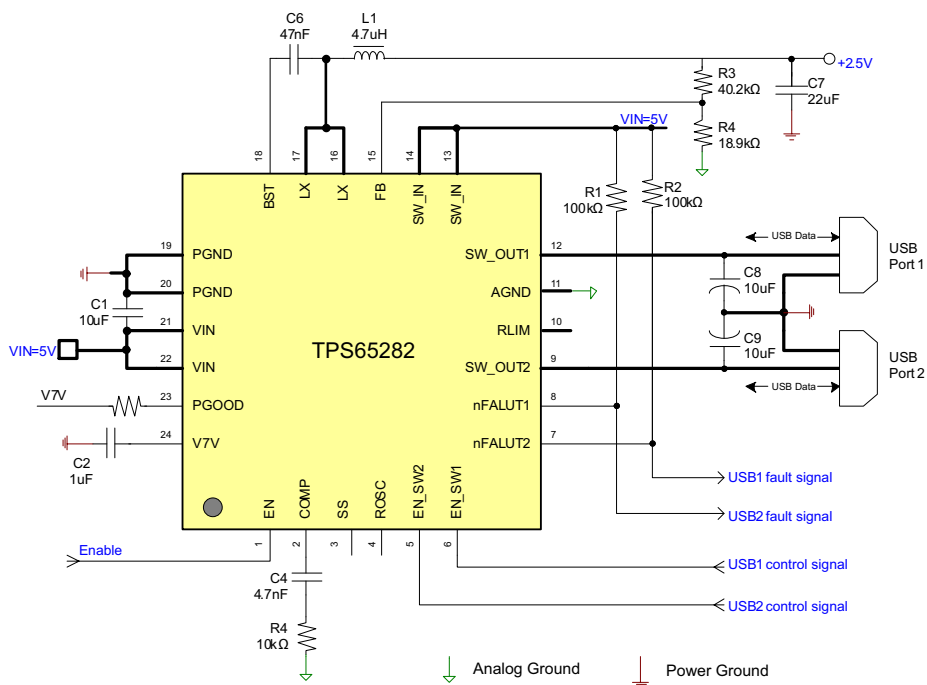 C6
47nF
L1
4.7uH
+2.5V
R3
40.2kΩ
C7
22uF
R4
18.9kΩ
VIN=5V
18
17
16
15
14
13
BST
LX
LX
FB
SW_IN
SW_IN
R1
100kΩ
R2
100kΩ
19
PGND
20
PGND
C1
10uF
21
VIN
VIN=5V
22
VIN
V7V
23
PGOOD
24
V7V
C2
1uF
TPS65282
SW_OUT1
12
AGND
11
RLIM
10
SW_OUT2
9
nFALUT1
8
nFALUT2
7
USB Data
USB
Port 1
C8
10uF
C9
10uF
USB
Port 2
USB Data
EN
COMP
SS
ROSC
EN_SW2
EN_SW1
1
2
3
4
5
6
USB1 fault signal
USB2 fault signal
Enable
USB1 control signal
USB2 control signal
C4
4.7nF
R4
10kΩ
Analog Ground
Power Ground